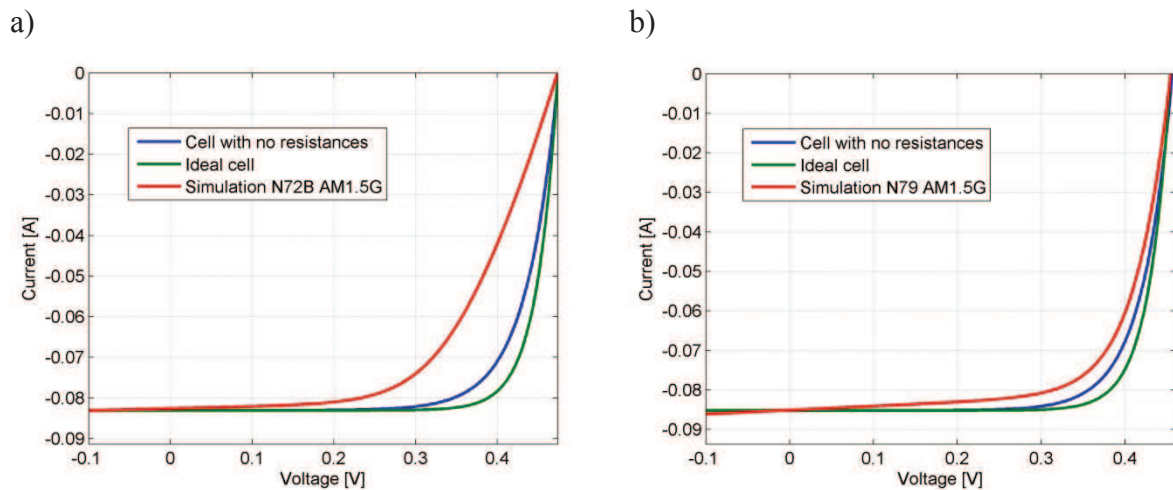 a)
0
-0.01
-0.02
-0.03
-0.04
-0.05
-0.06
-0.07
-0.08
-0.09
Current [A]
Cell with no resistances
Ideal cell
Simulation N72B AM1.5G
-0.1 0 0.1 0.2 0.3 0.4
Voltage [V]
b)
0
-0.01
-0.02
-0.03
-0.04
-0.05
-0.06
-0.07
-0.08
-0.09
Current [A]
Cell with no resistances
Ideal cell
Simulation N79 AM1.5G
-0.1 0 0.1 0.2 0.3 0.4
Voltage [V]